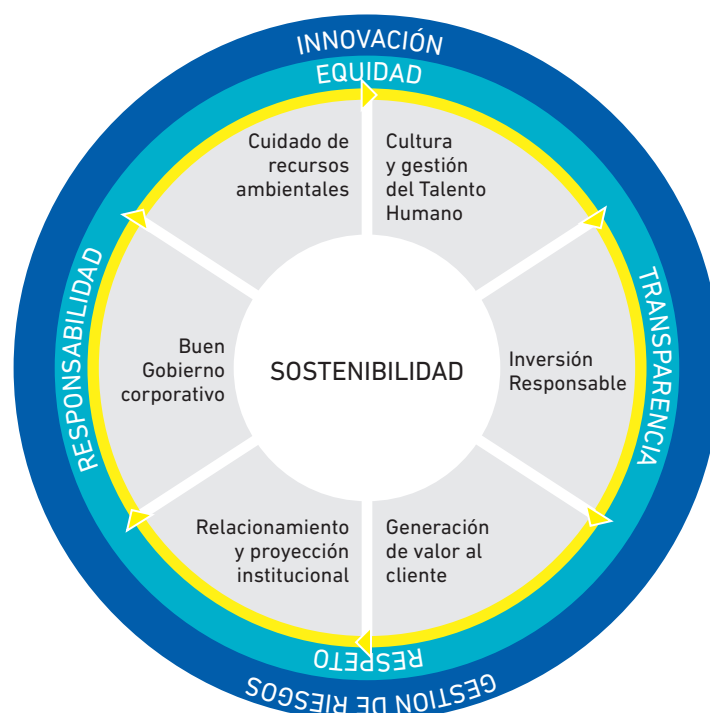 INNOVACIÓN
EQUIDAD
Cuidado de
recursos
ambientales
Cultura
y gestión
del Talento
Humano
RESPONSABILIDAD
TRANSPARENCIA
Buen
Gobierno
corporativo
SOSTENIBILIDAD
Inversión
Responsable
Relacionamiento
y proyección
institucional
Generación
de valor al
cliente
RESPETO
GESTION DE RIESGOS